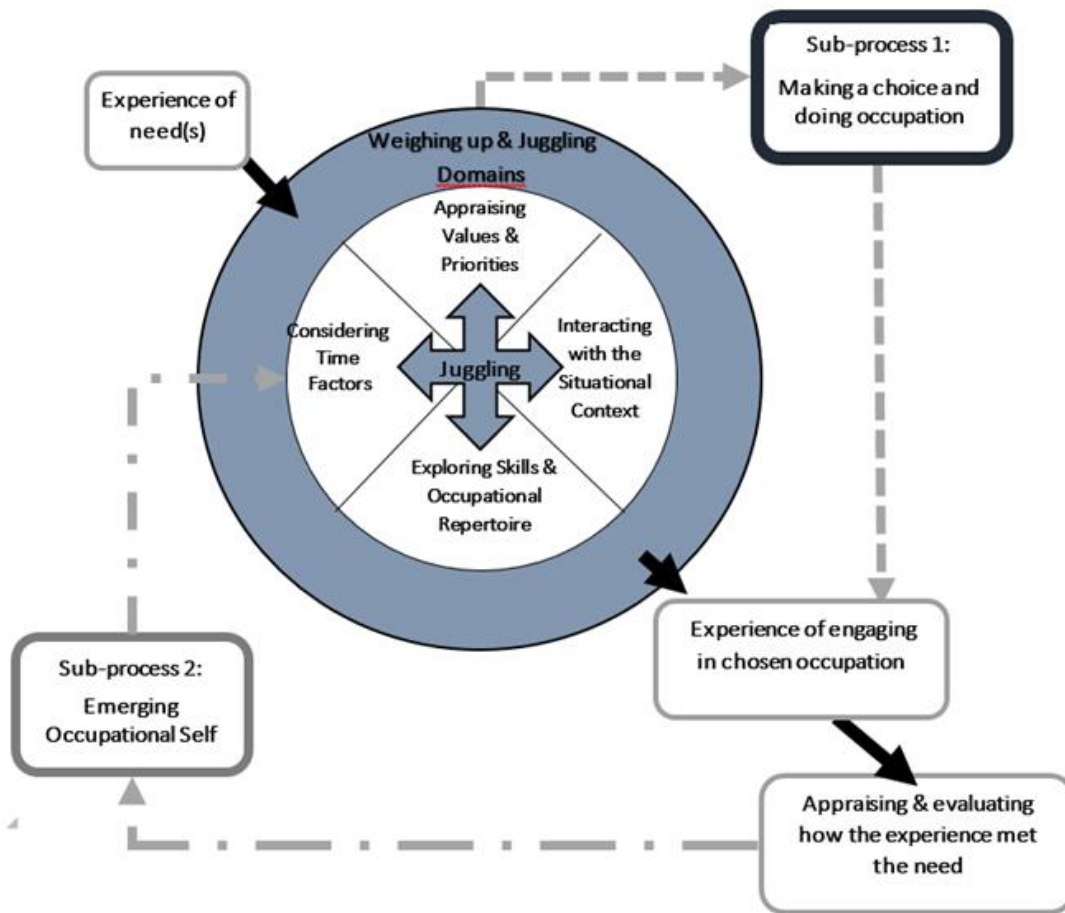 Sub-process 1:
Making a choice and
doing occupation
Experience of
need(s)
Weighing up & Juggling
Domains
Appraising
Values &
Priorities
Considering
Time
Factors
Juggling
Interacting
with the
Situational
Context
Exploring Skills &
Occupational
Repertoire
Experience of engaging
in chosen occupation
Sub-process 2:
Emerging
Occupational Self
Appraising & evaluating
how the experience met
the need